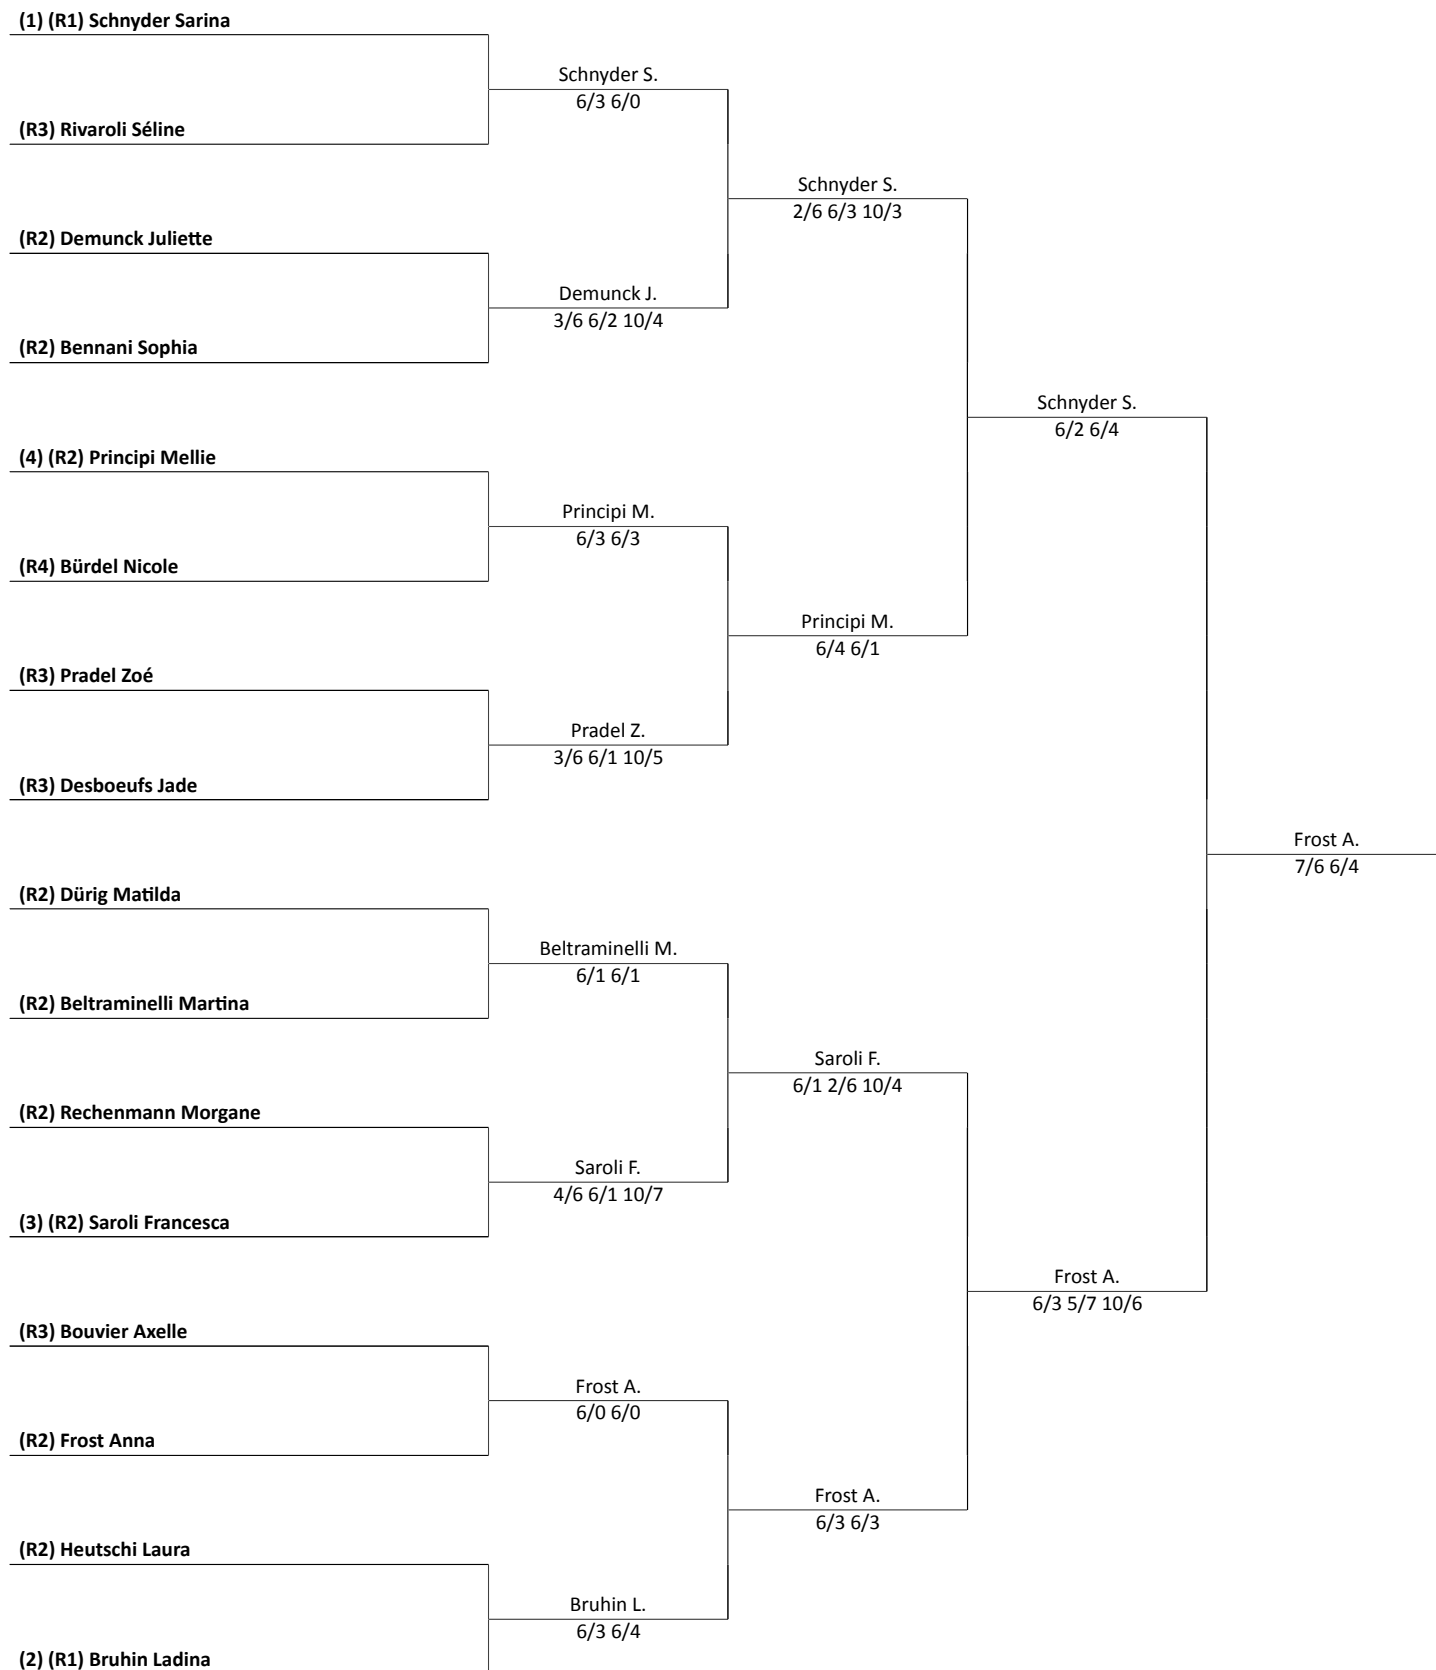 (1) (R1) Schnyder Sarina
Schnyder S.
6/3 6/0
(R3) Rivaroli Séline
Schnyder S.
2/6 6/3 10/3
(R2) Demunck Juliette
Demunck J.
3/6 6/2 10/4
(R2) Bennani Sophia
Schnyder S.
6/2 6/4
(4) (R2) Principi Mellie
Principi M.
6/3 6/3
(R4) Bürdel Nicole
Principi M.
6/4 6/1
(R3) Pradel Zoé
Pradel Z.
3/6 6/1 10/5
(R3) Desboeufs Jade
Frost A.
7/6 6/4
(R2) Dürig Matilda
Beltraminelli M.
6/1 6/1
(R2) Beltraminelli Martina
Saroli F.
6/1 2/6 10/4
(R2) Rechenmann Morgane
Saroli F.
4/6 6/1 10/7
(3) (R2) Saroli Francesca
Frost A.
6/3 5/7 10/6
(R3) Bouvier Axelle
Frost A.
6/0 6/0
(R2) Frost Anna
Frost A.
6/3 6/3
(R2) Heutschi Laura
Bruhin L.
6/3 6/4
(2) (R1) Bruhin Ladina